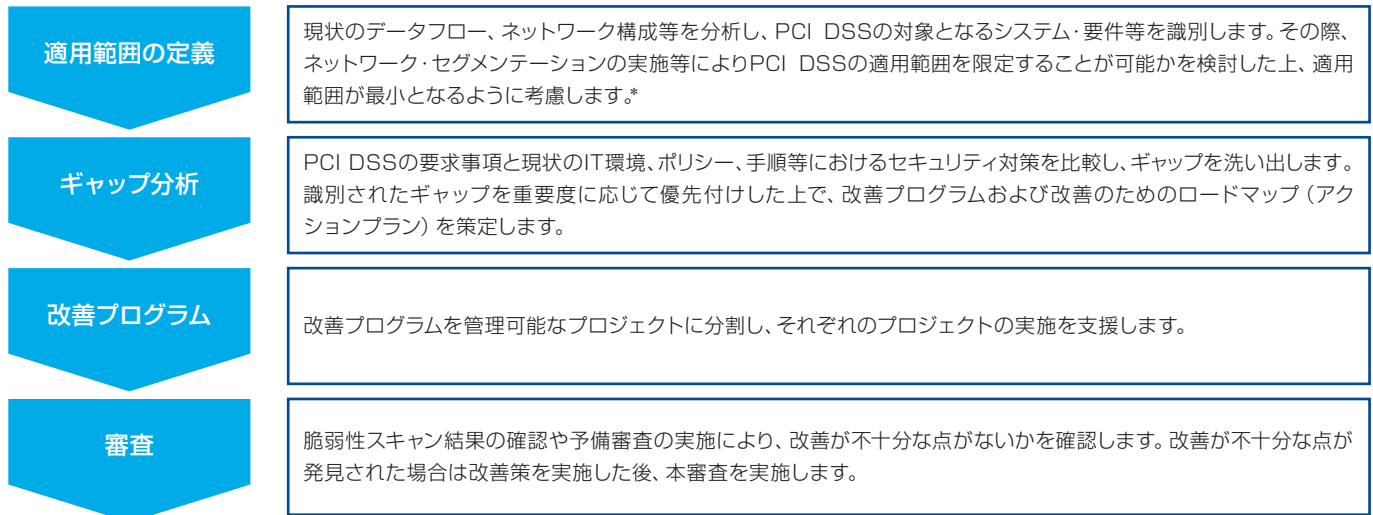 適用範囲の定義
現状のデータフロー、ネットワーク構成等を分析し、PCI DSSの対象となるシステム・要件等を識別します。その際、
ネットワーク・セグメンテーションの実施等によりPCI DSSの適用範囲を限定することが可能かを検討した上、適用
範囲が最小となるように考慮します。*
ギャップ分析
PCI DSSの要求事項と現状のIT環境、ポリシー、手順等におけるセキュリティ対策を比較し、ギャップを洗い出します。
識別されたギャップを重要度に応じて優先付けした上で、改善プログラムおよび改善のためのロードマップ（アク
ションプラン）を策定します。
改善プログラム
改善プログラムを管理可能なプロジェクトに分割し、それぞれのプロジェクトの実施を支援します。
審査
脆弱性スキャン結果の確認や予備審査の実施により、改善が不十分な点がないかを確認します。改善が不十分な点が
発見された場合は改善策を実施した後、本審査を実施します。